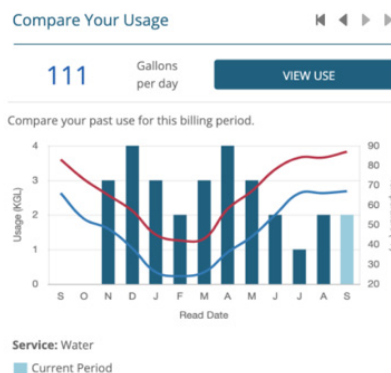 Compare Your Usage
111
Gallons
per day
VIEW USE
Compare your past use for this billing period.
4
3
2
1
0
Usage (KGL)
90
80
70
60
50
40
30
20
S O N D J F M A M J J A S
Read Date
Service: Water
Current Period